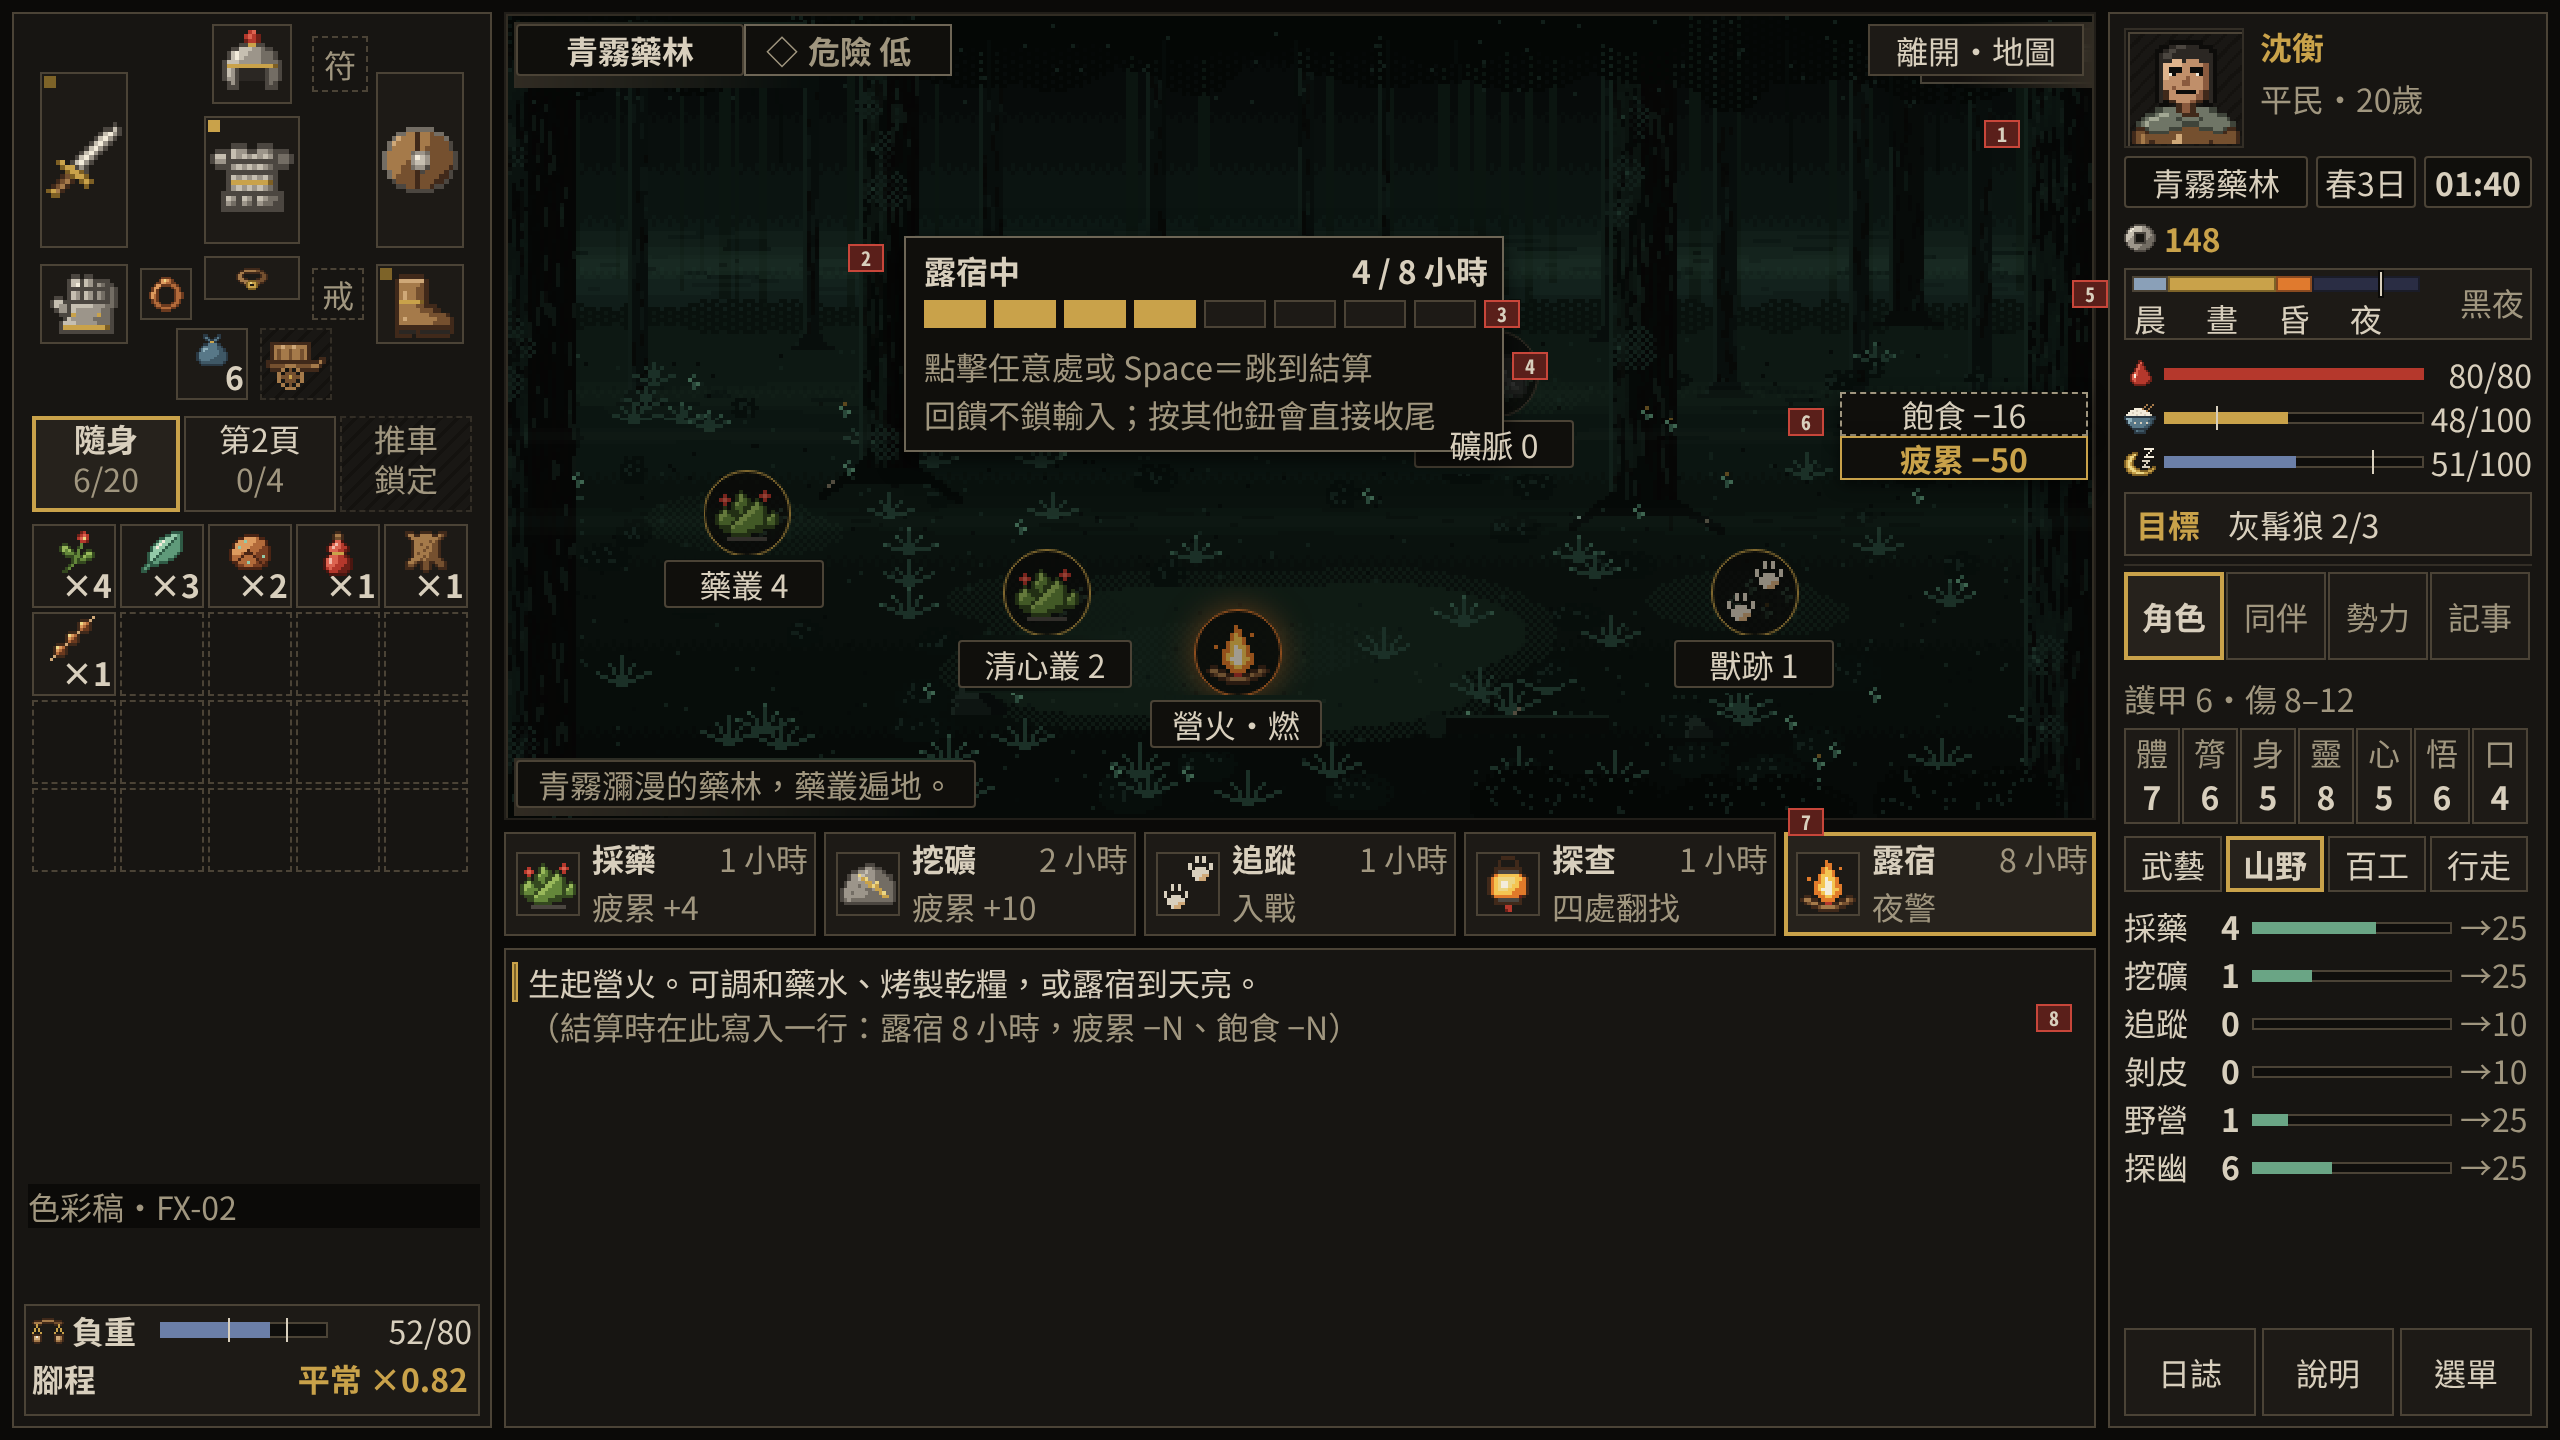 符
戒
6
隨身
6/20
第2頁
0/4
推車
鎖定
×4
×3
×2
×1
×1
×1
色彩稿・FX-02
負重
52/80
腳程
平常 ×0.82
青霧藥林
◇ 危險 低
離開・地圖
1
2
露宿中
4 / 8 小時
3
點擊任意處或 Space＝跳到結算
4
回饋不鎖輸入；按其他鈕會直接收尾
礦脈 0
5
6
飽食 −16
疲累 −50
藥叢 4
清心叢 2
營火・燃
獸跡 1
青霧瀰漫的藥林，藥叢遍地。
7
採藥
1 小時
疲累 +4
挖礦
2 小時
疲累 +10
追蹤
1 小時
入戰
探查
1 小時
四處翻找
露宿
8 小時
夜警
生起營火。可調和藥水、烤製乾糧，或露宿到天亮。
（結算時在此寫入一行：露宿 8 小時，疲累 −N、飽食 −N）
8
沈衡
平民・20歲
青霧藥林
春3日
01:40
148
晨
晝
昏
夜
黑夜
80/80
48/100
51/100
目標
灰髯狼 2/3
角色
同伴
勢力
記事
護甲 6・傷 8–12
體
膂
身
靈
心
悟
口
7
6
5
8
5
6
4
武藝
山野
百工
行走
採藥 4 →25
挖礦 1 →25
追蹤 0 →10
剝皮 0 →10
野營 1 →25
探幽 6 →25
日誌
說明
選單